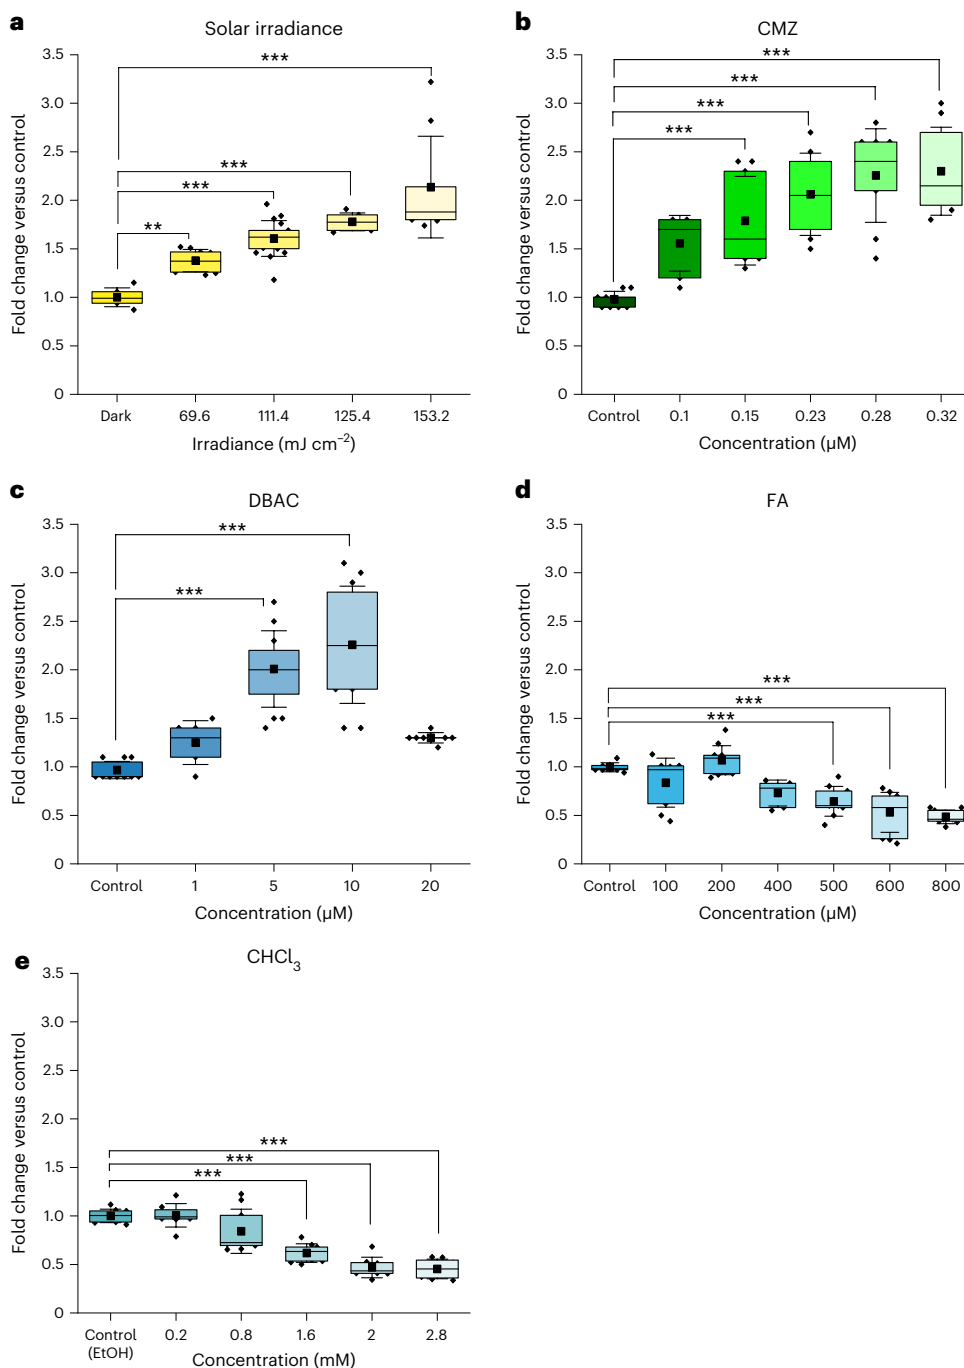 a
Solar irradiance
Fold change versus control
3.5
3.0
2.5
2.0
1.5
1.0
0.5
0
***
***
***
**
Dark 69.6 111.4 125.4 153.2
Irradiance (mJ cm⁻²)
b
CMZ
Fold change versus control
3.5
3.0
2.5
2.0
1.5
1.0
0.5
0
***
***
***
***
Control 0.1 0.15 0.23 0.28 0.32
Concentration (µM)
c
DBAC
Fold change versus control
3.5
3.0
2.5
2.0
1.5
1.0
0.5
0
***
***
Control 1 5 10 20
Concentration (µM)
d
FA
Fold change versus control
3.5
3.0
2.5
2.0
1.5
1.0
0.5
0
***
***
***
Control 100 200 400 500 600 800
Concentration (µM)
e
CHCl₃
Fold change versus control
3.5
3.0
2.5
2.0
1.5
1.0
0.5
0
***
***
***
Control 0.2 0.8 1.6 2 2.8
(EtOH)
Concentration (mM)